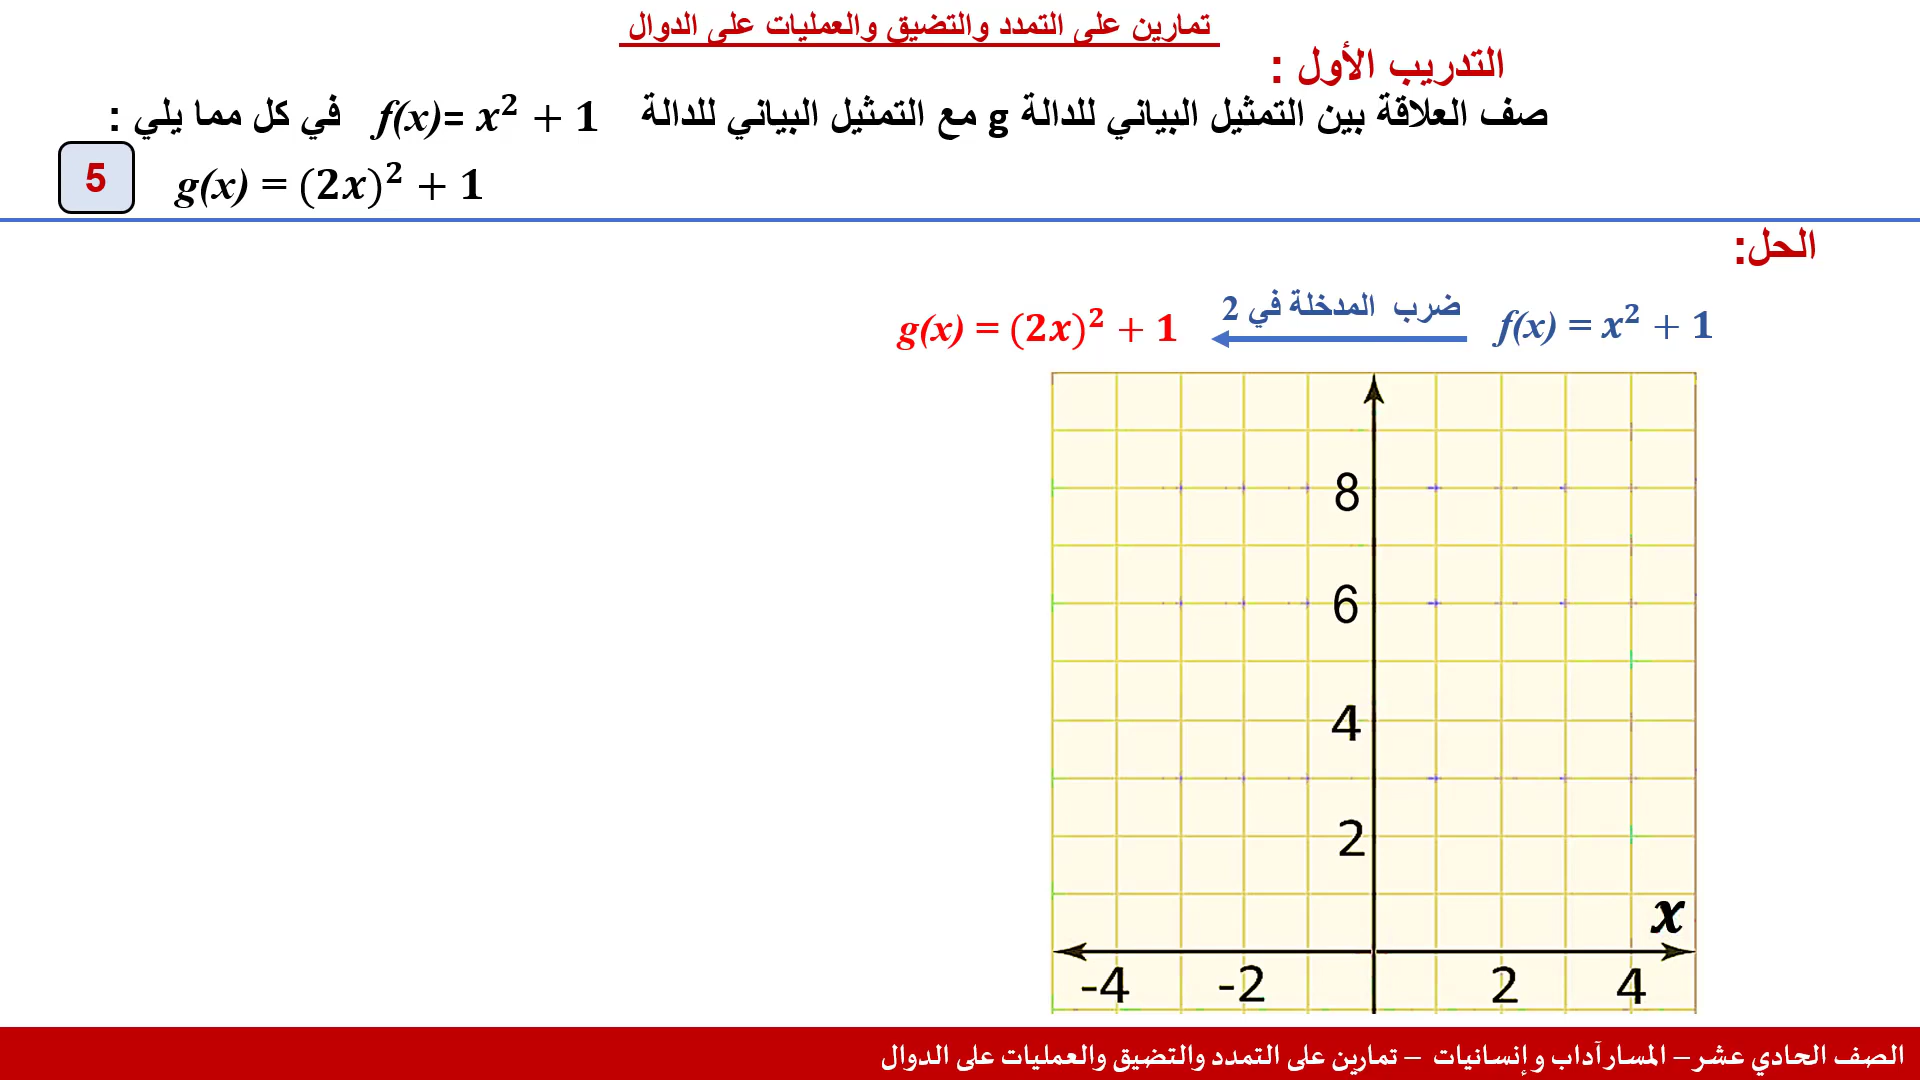 تمارين على التمدد والتضيق والعمليات على الدوال
التدريب الأول :
صف العلاقة بين التمثيل البياني للدالة g مع التمثيل البياني للدالة f(x)= x² + 1 في كل مما يلي :
5 g(x) = (2x)² + 1
الحل:
f(x) = x² + 1 ضرب المدخلة في 2 g(x) = (2x)² + 1
8
6
4
2
x
-4 -2 2 4
الصف الحادي عشر – المسار آداب وإنسانيات – تمارين على التمدد والتضيق والعمليات على الدوال